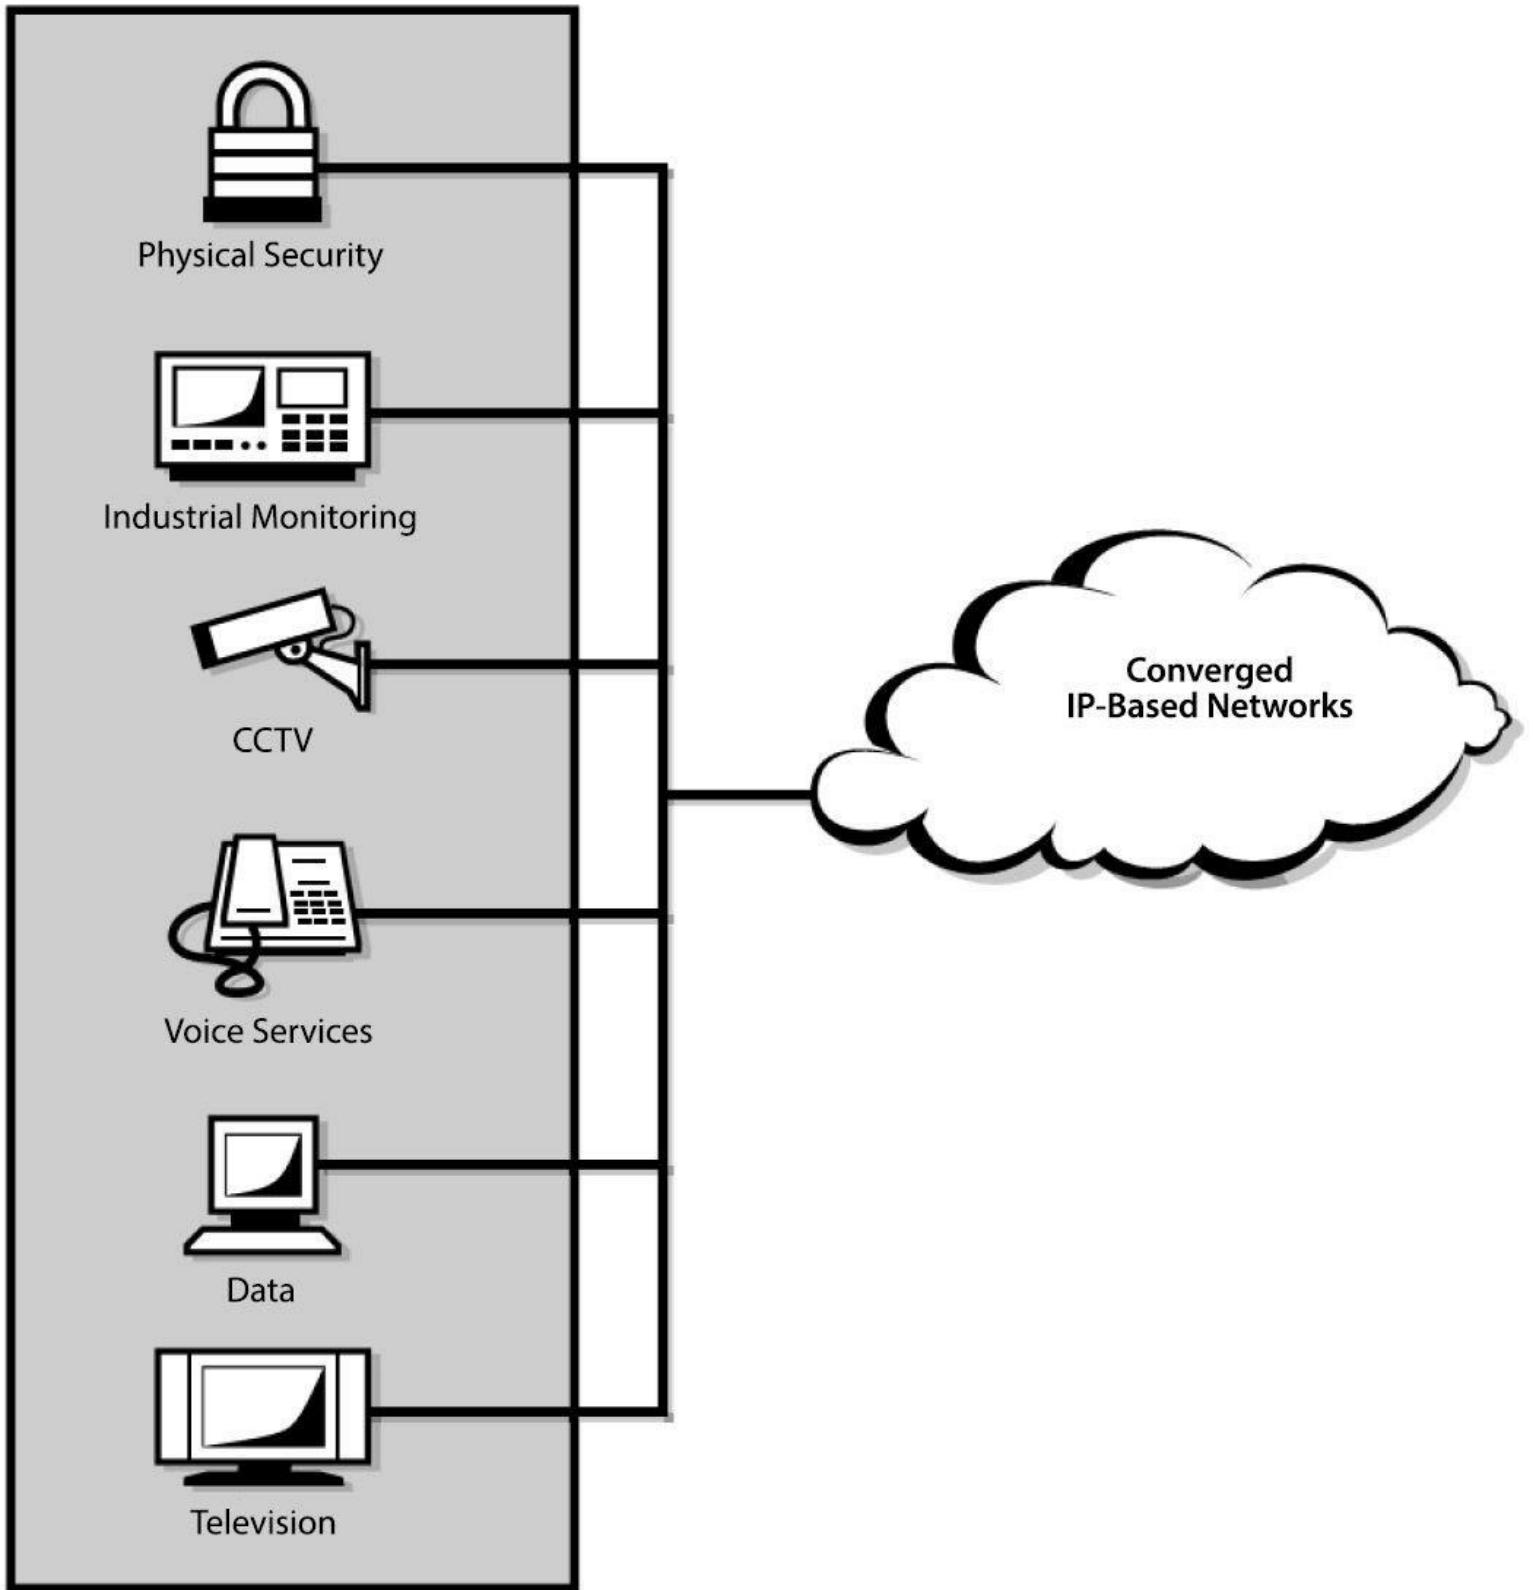 Physical Security
Industrial Monitoring
CCTV
Voice Services
Data
Television
Converged
IP-Based Networks